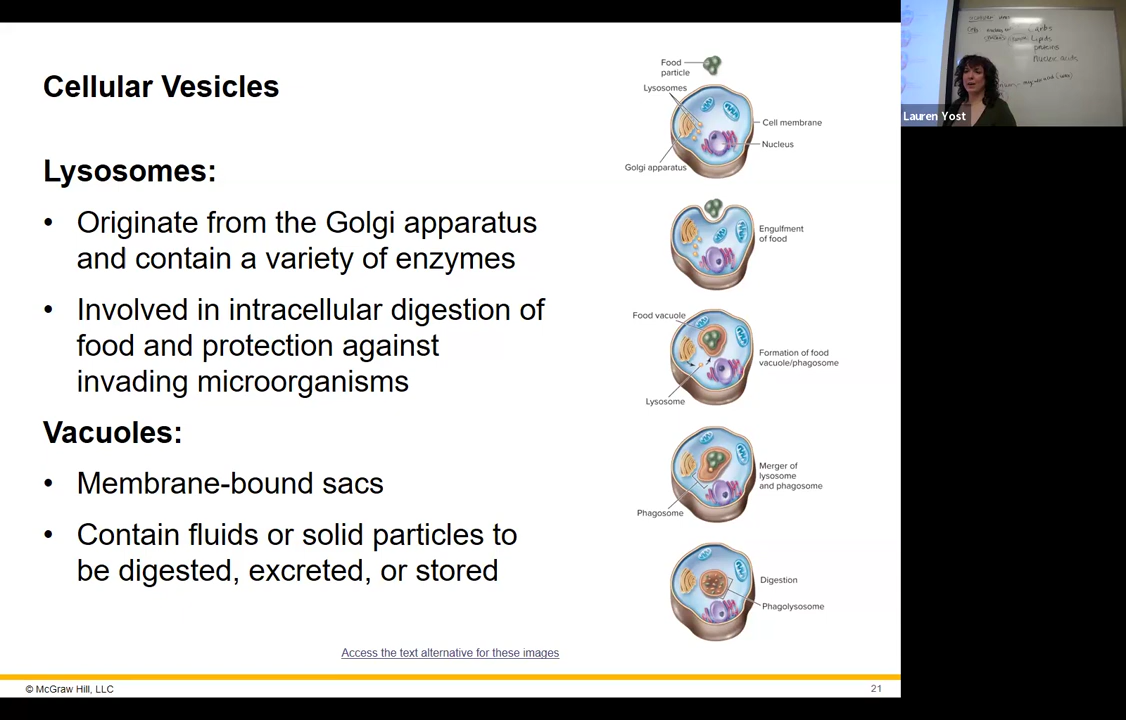 Cellular Vesicles
Lysosomes:
• Originate from the Golgi apparatus
and contain a variety of enzymes
• Involved in intracellular digestion of
food and protection against
invading microorganisms
Vacuoles:
• Membrane-bound sacs
• Contain fluids or solid particles to
be digested, excreted, or stored
Food
particle
Lysosomes
Cell membrane
Nucleus
Golgi apparatus
Engulfment
of food
Food vacuole
Formation of food
vacuole/phagosome
Lysosome
Merger of
lysosome
and phagosome
Phagosome
Digestion
Phagolysosome
Access the text alternative for these images
© McGraw Hill, LLC
21
Carbs
Lipids
proteins
nucleic acids
Lauren Yost